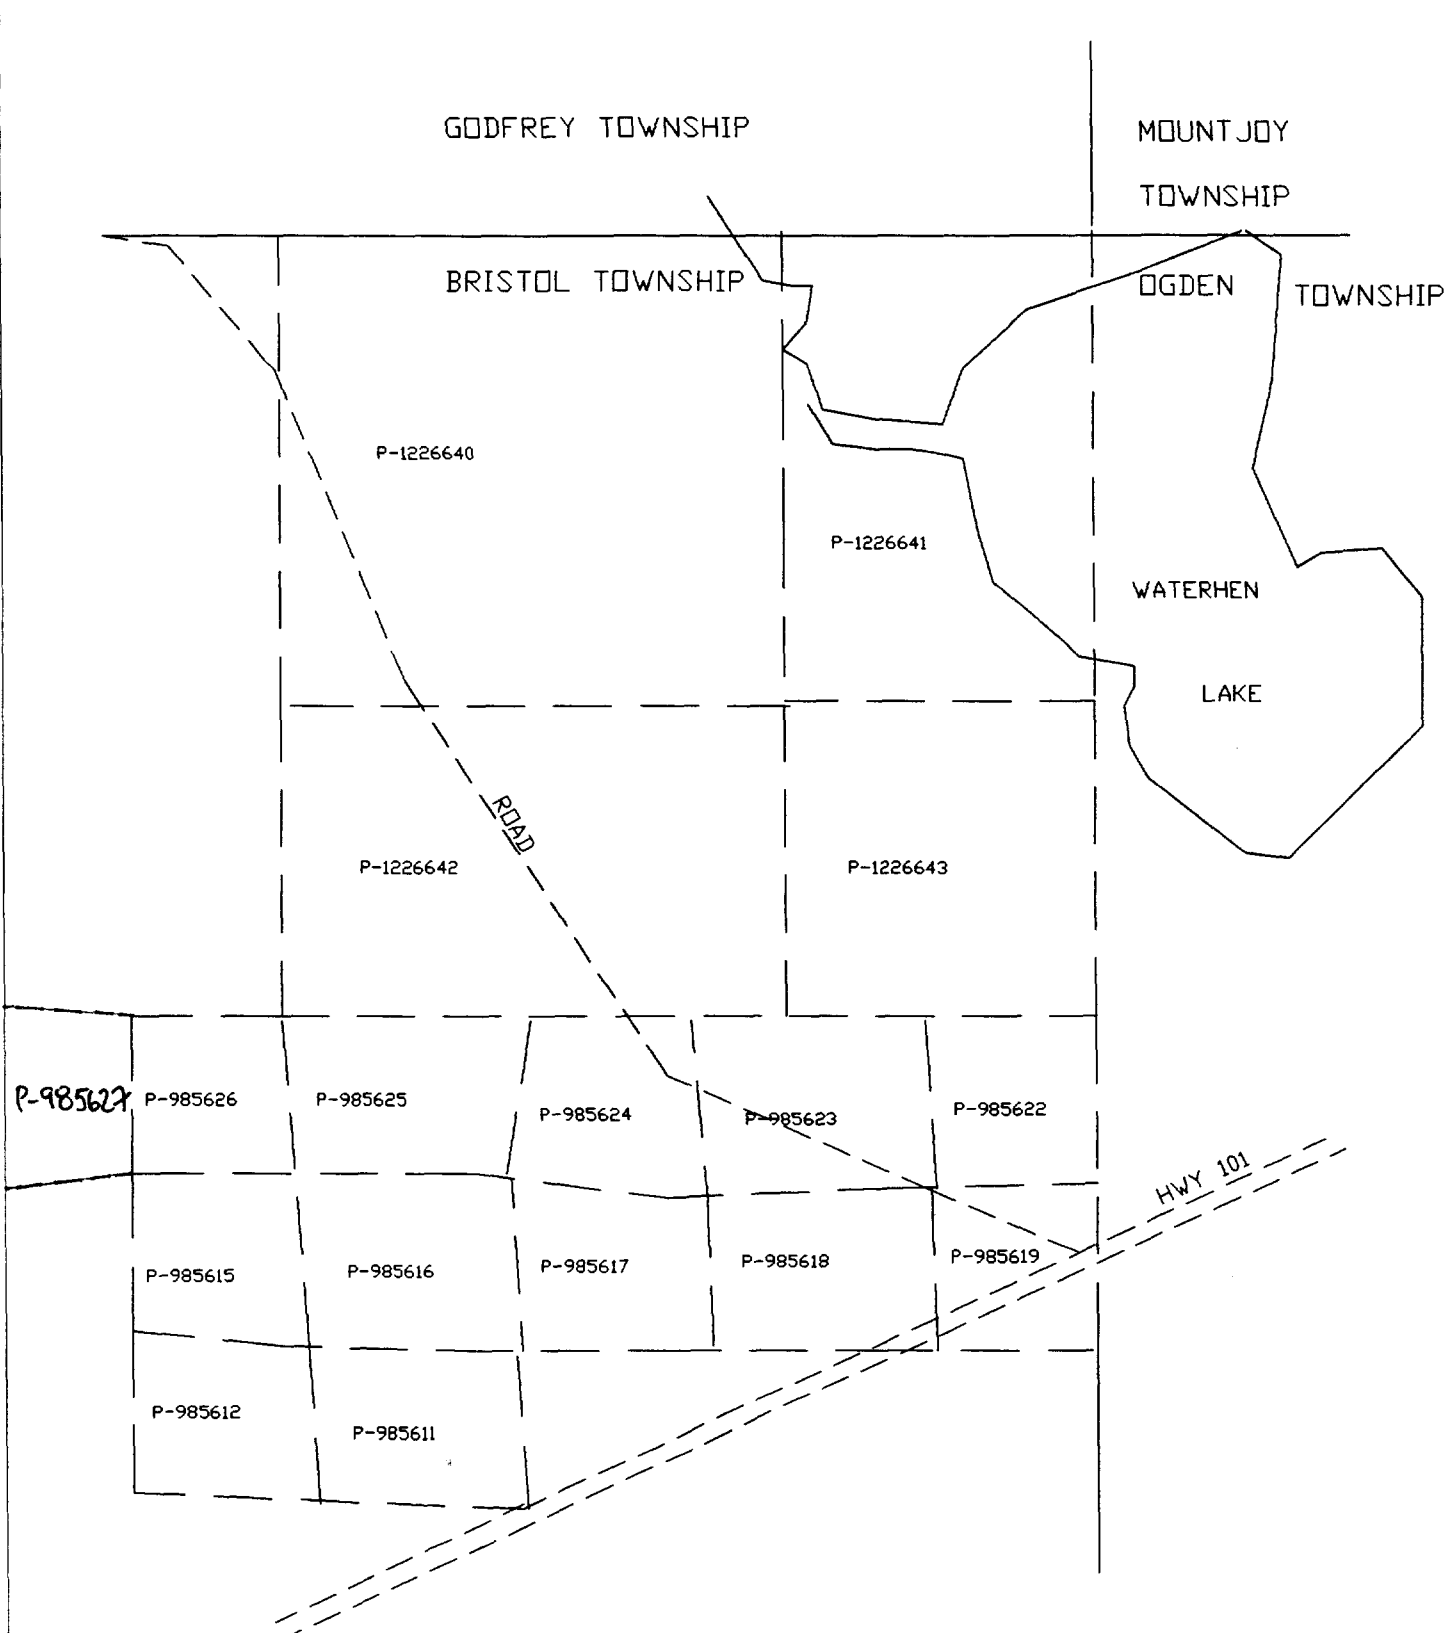 GODFREY TOWNSHIP
MOUNTJOY
TOWNSHIP
BRISTOL TOWNSHIP
OGDEN TOWNSHIP
P-1226640
P-1226641
WATERHEN
LAKE
ROAD
P-1226642
P-1226643
P-985627
P-985626
P-985625
P-985624
P-985623
P-985622
HWY 101
P-985615
P-985616
P-985617
P-985618
P-985619
P-985612
P-985611